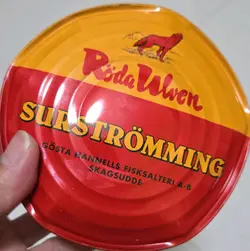 Röda Ulven
SURSTRÖMMING
GÖSTA HANNELLS FISKSALTERI A-B
SKAGSUDDE